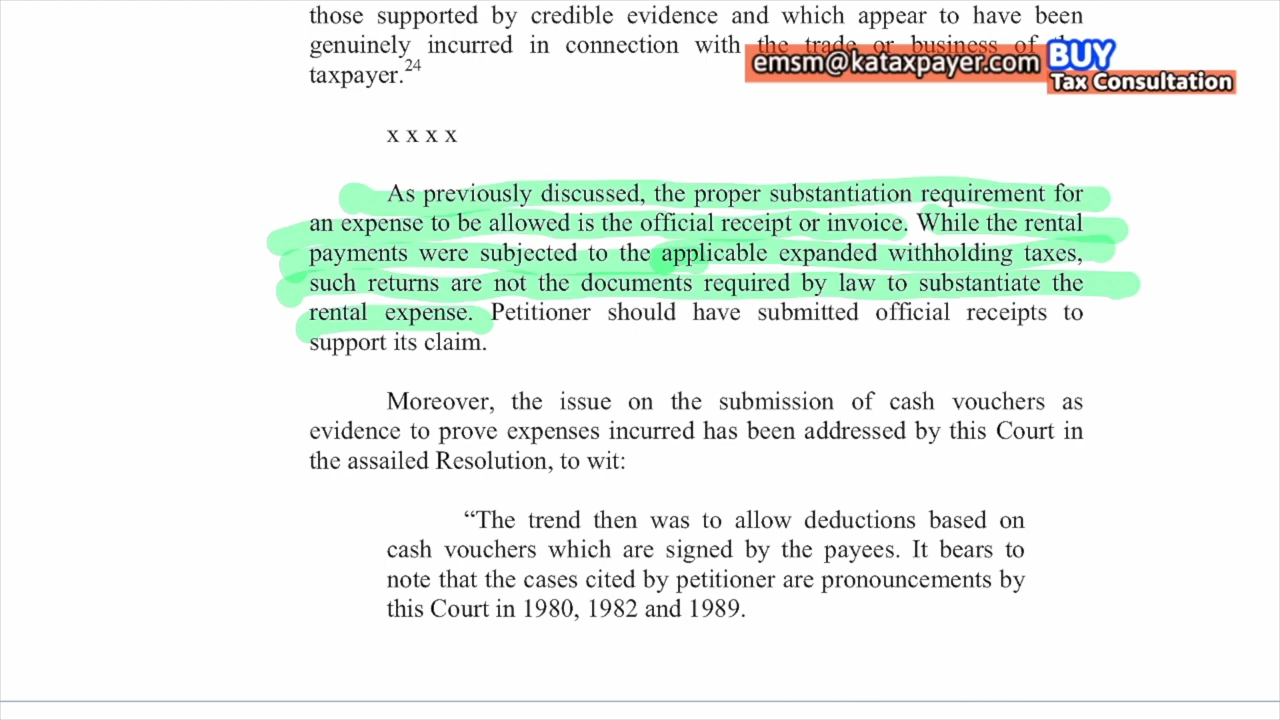 those supported by credible evidence and which appear to have been
genuinely incurred in connection with the trade or business of the
taxpayer.24
emsm@kataxpayer.com BUY
Tax Consultation
x x x x
As previously discussed, the proper substantiation requirement for
an expense to be allowed is the official receipt or invoice. While the rental
payments were subjected to the applicable expanded withholding taxes,
such returns are not the documents required by law to substantiate the
rental expense. Petitioner should have submitted official receipts to
support its claim.
Moreover, the issue on the submission of cash vouchers as
evidence to prove expenses incurred has been addressed by this Court in
the assailed Resolution, to wit:
“The trend then was to allow deductions based on
cash vouchers which are signed by the payees. It bears to
note that the cases cited by petitioner are pronouncements by
this Court in 1980, 1982 and 1989.